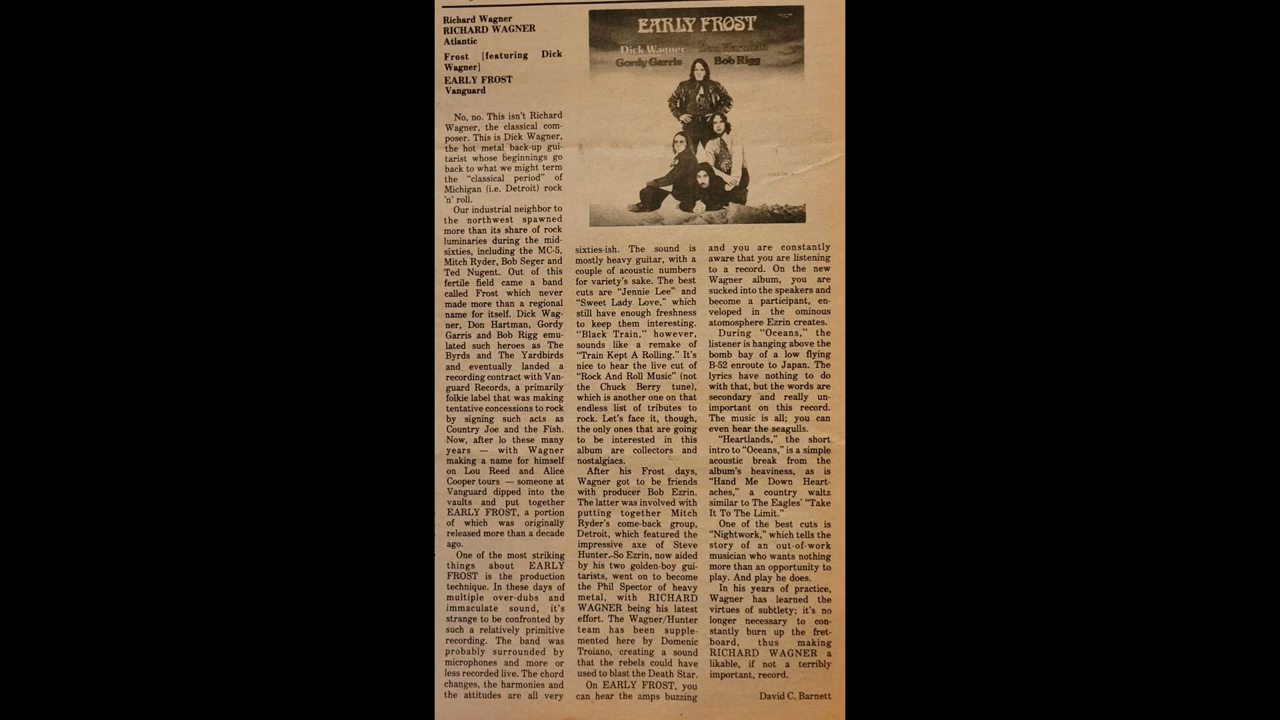 Richard Wagner
RICHARD WAGNER
Atlantic
Frost [featuring Dick
Wagner]
EARLY FROST
Vanguard
No, no. This isn't Richard
Wagner, the classical com-
poser. This is Dick Wagner,
the hot metal back-up gui-
tarist whose beginnings go
back to what we might term
the "classical period" of
Michigan (i.e. Detroit) rock
'n' roll.
Our industrial neighbor to
the northwest spawned
more than its share of rock
luminaries during the mid-
sixties, including the MC-5,
Mitch Ryder, Bob Seger and
Ted Nugent. Out of this
fertile field came a band
called Frost which never
made more than a regional
name for itself. Dick Wag-
ner, Don Hartman, Gordy
Garris and Bob Rigg emu-
lated such heroes as The
Byrds and The Yardbirds
and eventually landed a
recording contract with Van-
guard Records, a primarily
folkie label that was making
tentative concessions to rock
by signing such acts as
Country Joe and the Fish.
Now, after lo these many
years — with Wagner
making a name for himself
on Lou Reed and Alice
Cooper tours — someone at
Vanguard dipped into the
vaults and put together
EARLY FROST, a portion
of which was originally
released more than a decade
ago.
One of the most striking
things about EARLY
FROST is the production
technique. In these days of
multiple over-dubs and
immaculate sound, it's
strange to be confronted by
such a relatively primitive
recording. The band was
probably surrounded by
microphones and more or
less recorded live. The chord
changes, the harmonies and
the attitudes are all very
EARLY FROST
Dick Wagner Don Hartman
Gordy Garris Bob Rigg
sixties-ish. The sound is
mostly heavy guitar, with a
couple of acoustic numbers
for variety's sake. The best
cuts are "Jennie Lee" and
"Sweet Lady Love," which
still have enough freshness
to keep them interesting.
"Black Train," however,
sounds like a remake of
"Train Kept A Rolling." It's
nice to hear the live cut of
"Rock And Roll Music" (not
the Chuck Berry tune),
which is another one on that
endless list of tributes to
rock. Let's face it, though,
the only ones that are going
to be interested in this
album are collectors and
nostalgiacs.
After his Frost days,
Wagner got to be friends
with producer Bob Ezrin.
The latter was involved with
putting together Mitch
Ryder's come-back group,
Detroit, which featured the
impressive axe of Steve
Hunter. So Ezrin, now aided
by his two golden-boy gui-
tarists, went on to become
the Phil Spector of heavy
metal, with RICHARD
WAGNER being his latest
effort. The Wagner/Hunter
team has been supple-
mented here by Domenic
Troiano, creating a sound
that the rebels could have
used to blast the Death Star.
On EARLY FROST, you
can hear the amps buzzing
and you are constantly
aware that you are listening
to a record. On the new
Wagner album, you are
sucked into the speakers and
become a participant, en-
veloped in the ominous
atomosphere Ezrin creates.
During "Oceans," the
listener is hanging above the
bomb bay of a low flying
B-52 enroute to Japan. The
lyrics have nothing to do
with that, but the words are
secondary and really un-
important on this record.
The music is all; you can
even hear the seagulls.
"Heartlands," the short
intro to "Oceans," is a simple
acoustic break from the
album's heaviness, as is
"Hand Me Down Heart-
aches," a country waltz
similar to The Eagles' "Take
It To The Limit."
One of the best cuts is
"Nightwork," which tells the
story of an out-of-work
musician who wants nothing
more than an opportunity to
play. And play he does.
In his years of practice,
Wagner has learned the
virtues of subtlety; it's no
longer necessary to con-
stantly burn up the fret-
board, thus making
RICHARD WAGNER a
likable, if not a terribly
important, record.
David C. Barnett